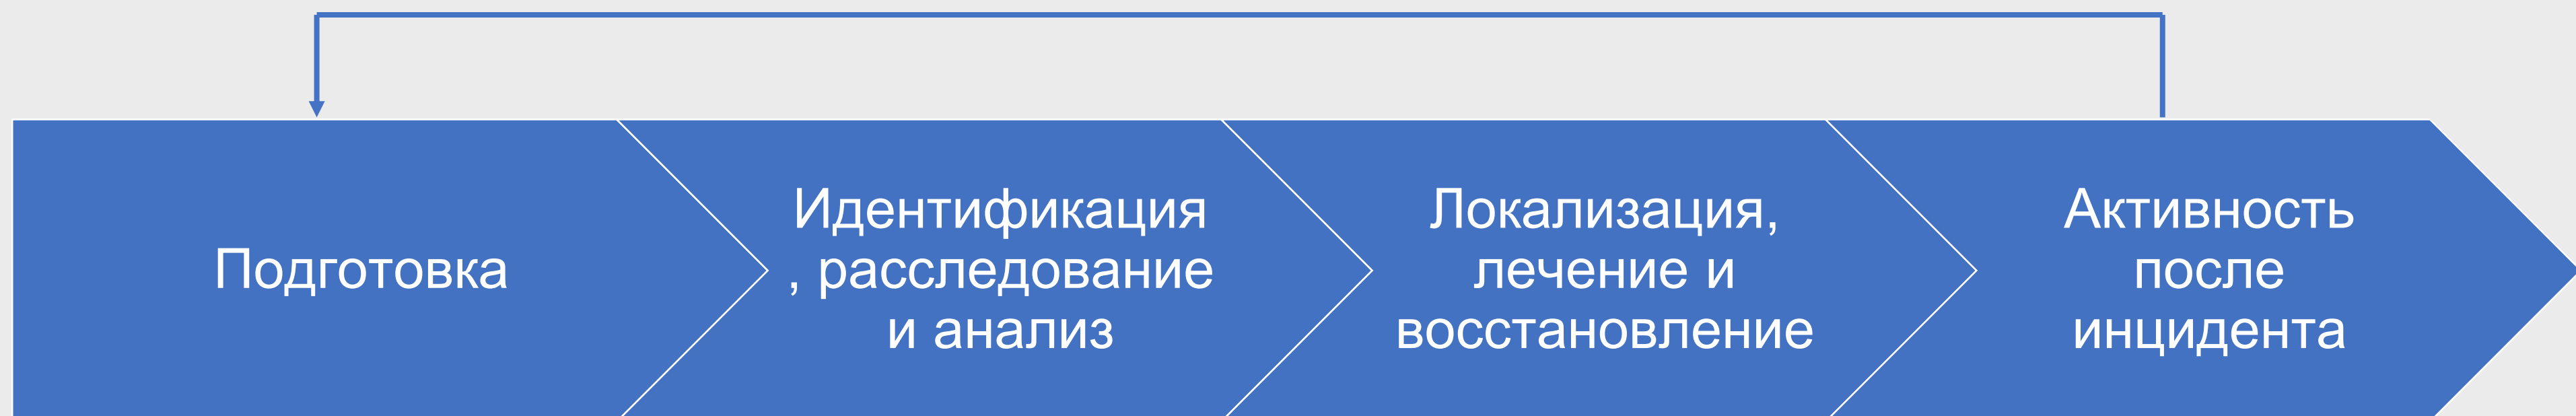 Подготовка
Идентификация
, расследование
и анализ
Локализация,
лечение и
восстановление
Активность
после
инцидента